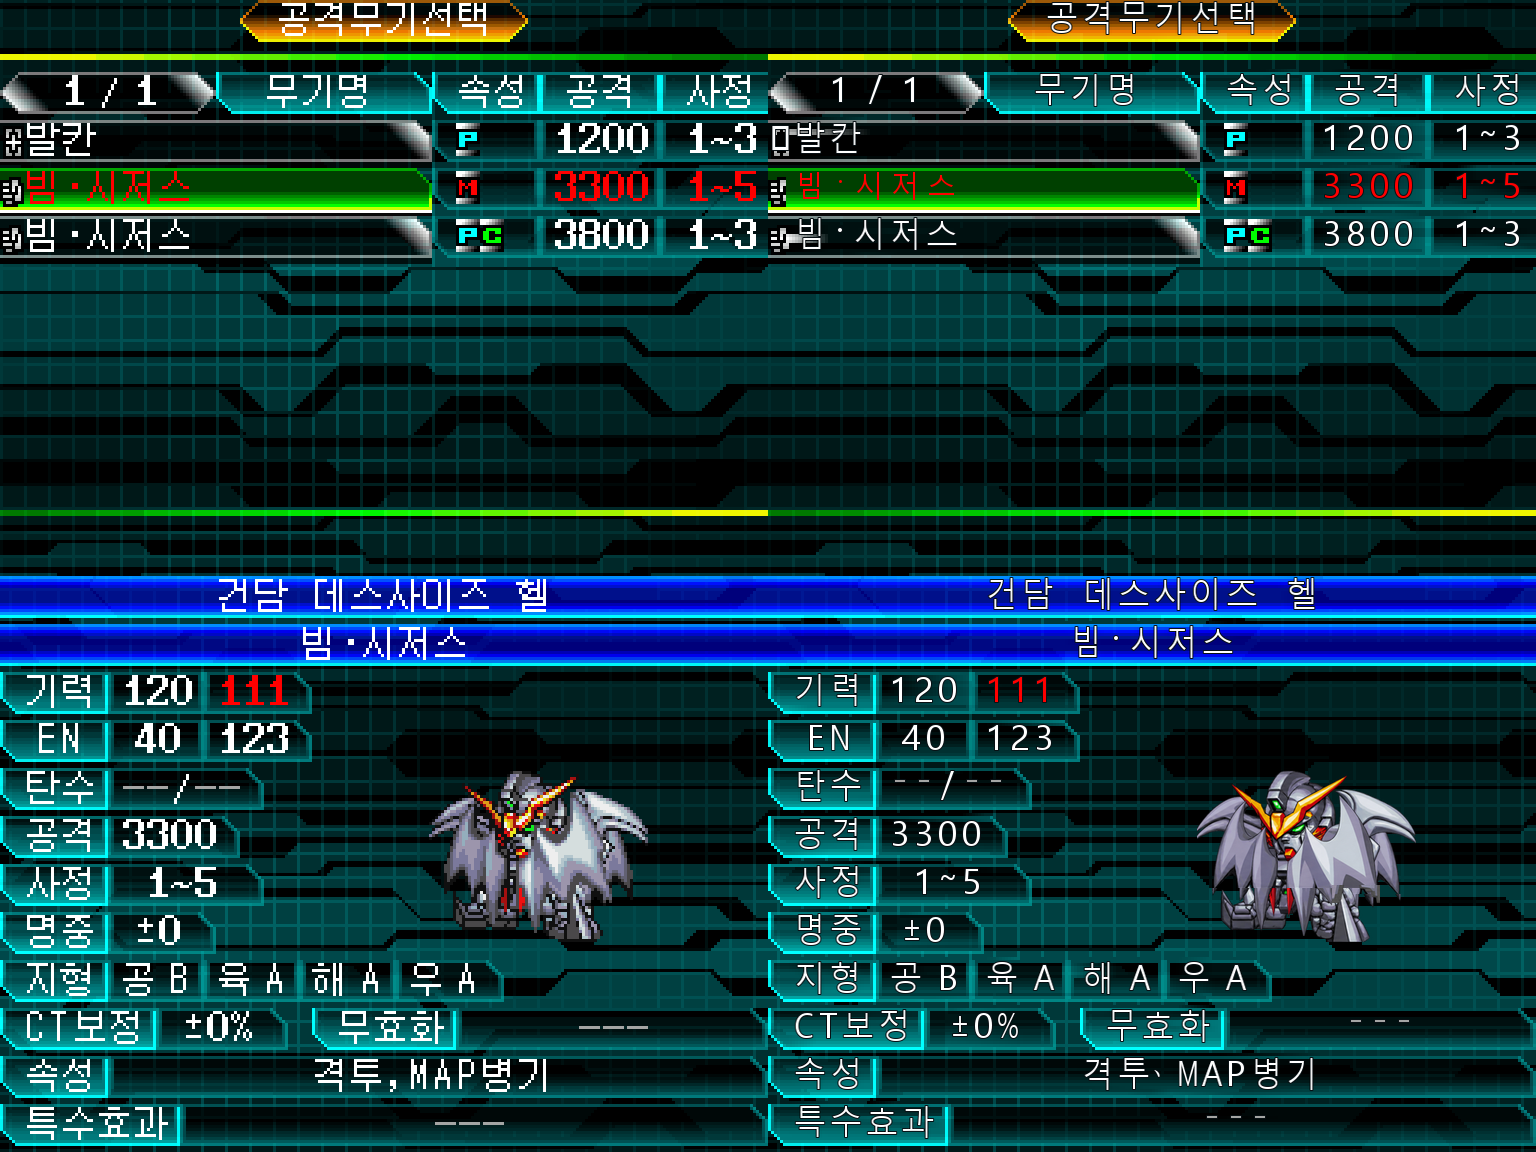 공격무기선택 공격무기선택
1 / 1 무기명 속성 공격 사정 1 / 1 무기명 속성 공격 사정
발칸 P 1200 1~3 발칸 P 1200 1~3
빔·시저스 M 3300 1~5 빔·시저스 M 3300 1~5
빔·시저스 PC 3800 1~3 빔·시저스 PC 3800 1~3
건담 데스사이즈 헬 건담 데스사이즈 헬
빔·시저스 빔·시저스
기력 120 111 기력 120 111
EN 40 123 EN 40 123
탄수 --/-- 탄수 --/--
공격 3300 공격 3300
사정 1~5 사정 1~5
명중 ±0 명중 ±0
지형 공 B 육 A 해 A 우 A 지형 공 B 육 A 해 A 우 A
CT보정 ±0% 무효화 --- CT보정 ±0% 무효화 ---
속성 격투,MAP병기 속성 격투、MAP병기
특수효과 --- 특수효과 ---